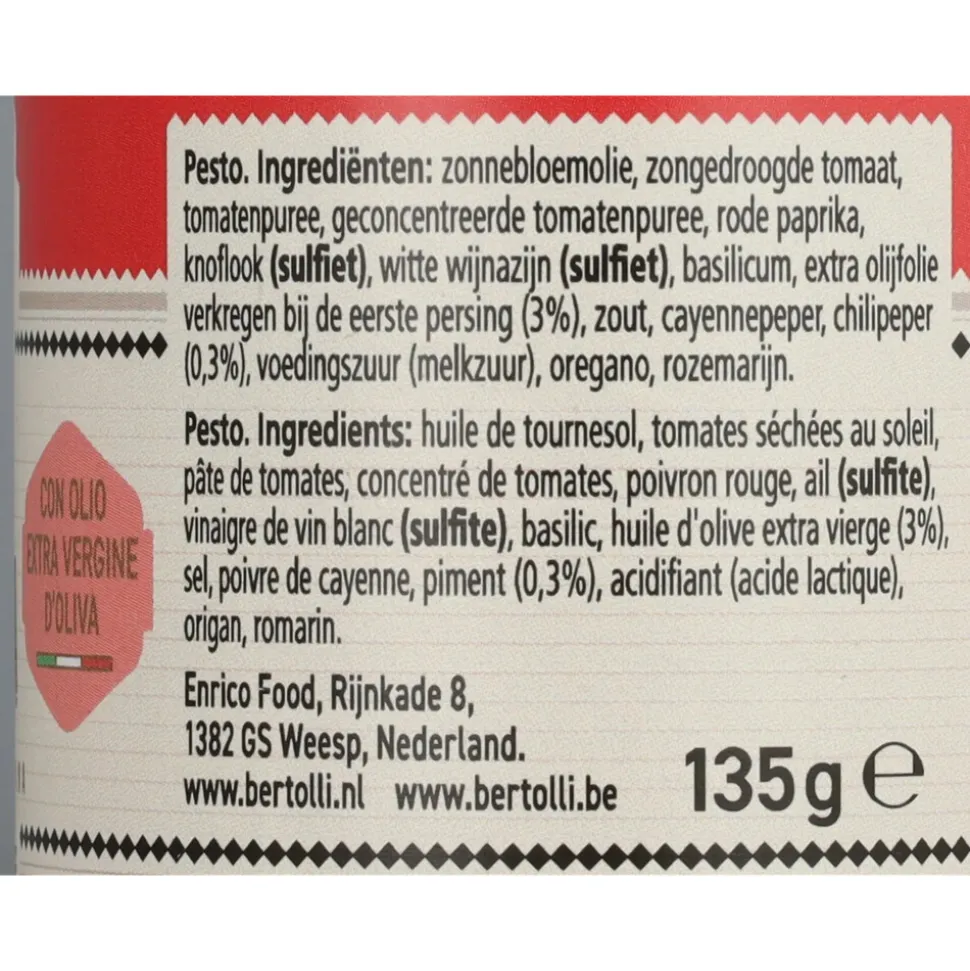 Pesto. Ingrediënten: zonnebloemolie, zongedroogde tomaat,
tomatenpuree, geconcentreerde tomatenpuree, rode paprika,
knoflook (sulfiet), witte wijnazijn (sulfiet), basilicum, extra olijfolie
verkregen bij de eerste persing (3%), zout, cayennepeper, chilipeper
(0,3%), voedingszuur (melkzuur), oregano, rozemarijn.
Pesto. Ingredients: huile de tournesol, tomates séchées au soleil,
pâte de tomates, concentré de tomates, poivron rouge, ail (sulfite),
vinaigre de vin blanc (sulfite), basilic, huile d'olive extra vierge (3%),
sel, poivre de cayenne, piment (0,3%), acidifiant (acide lactique),
origan, romarin.
Enrico Food, Rijnkade 8,
1382 GS Weesp, Nederland.
www.bertolli.nl www.bertolli.be
135g e
CON OLIO
EXTRA VERGINE
D'OLIVA